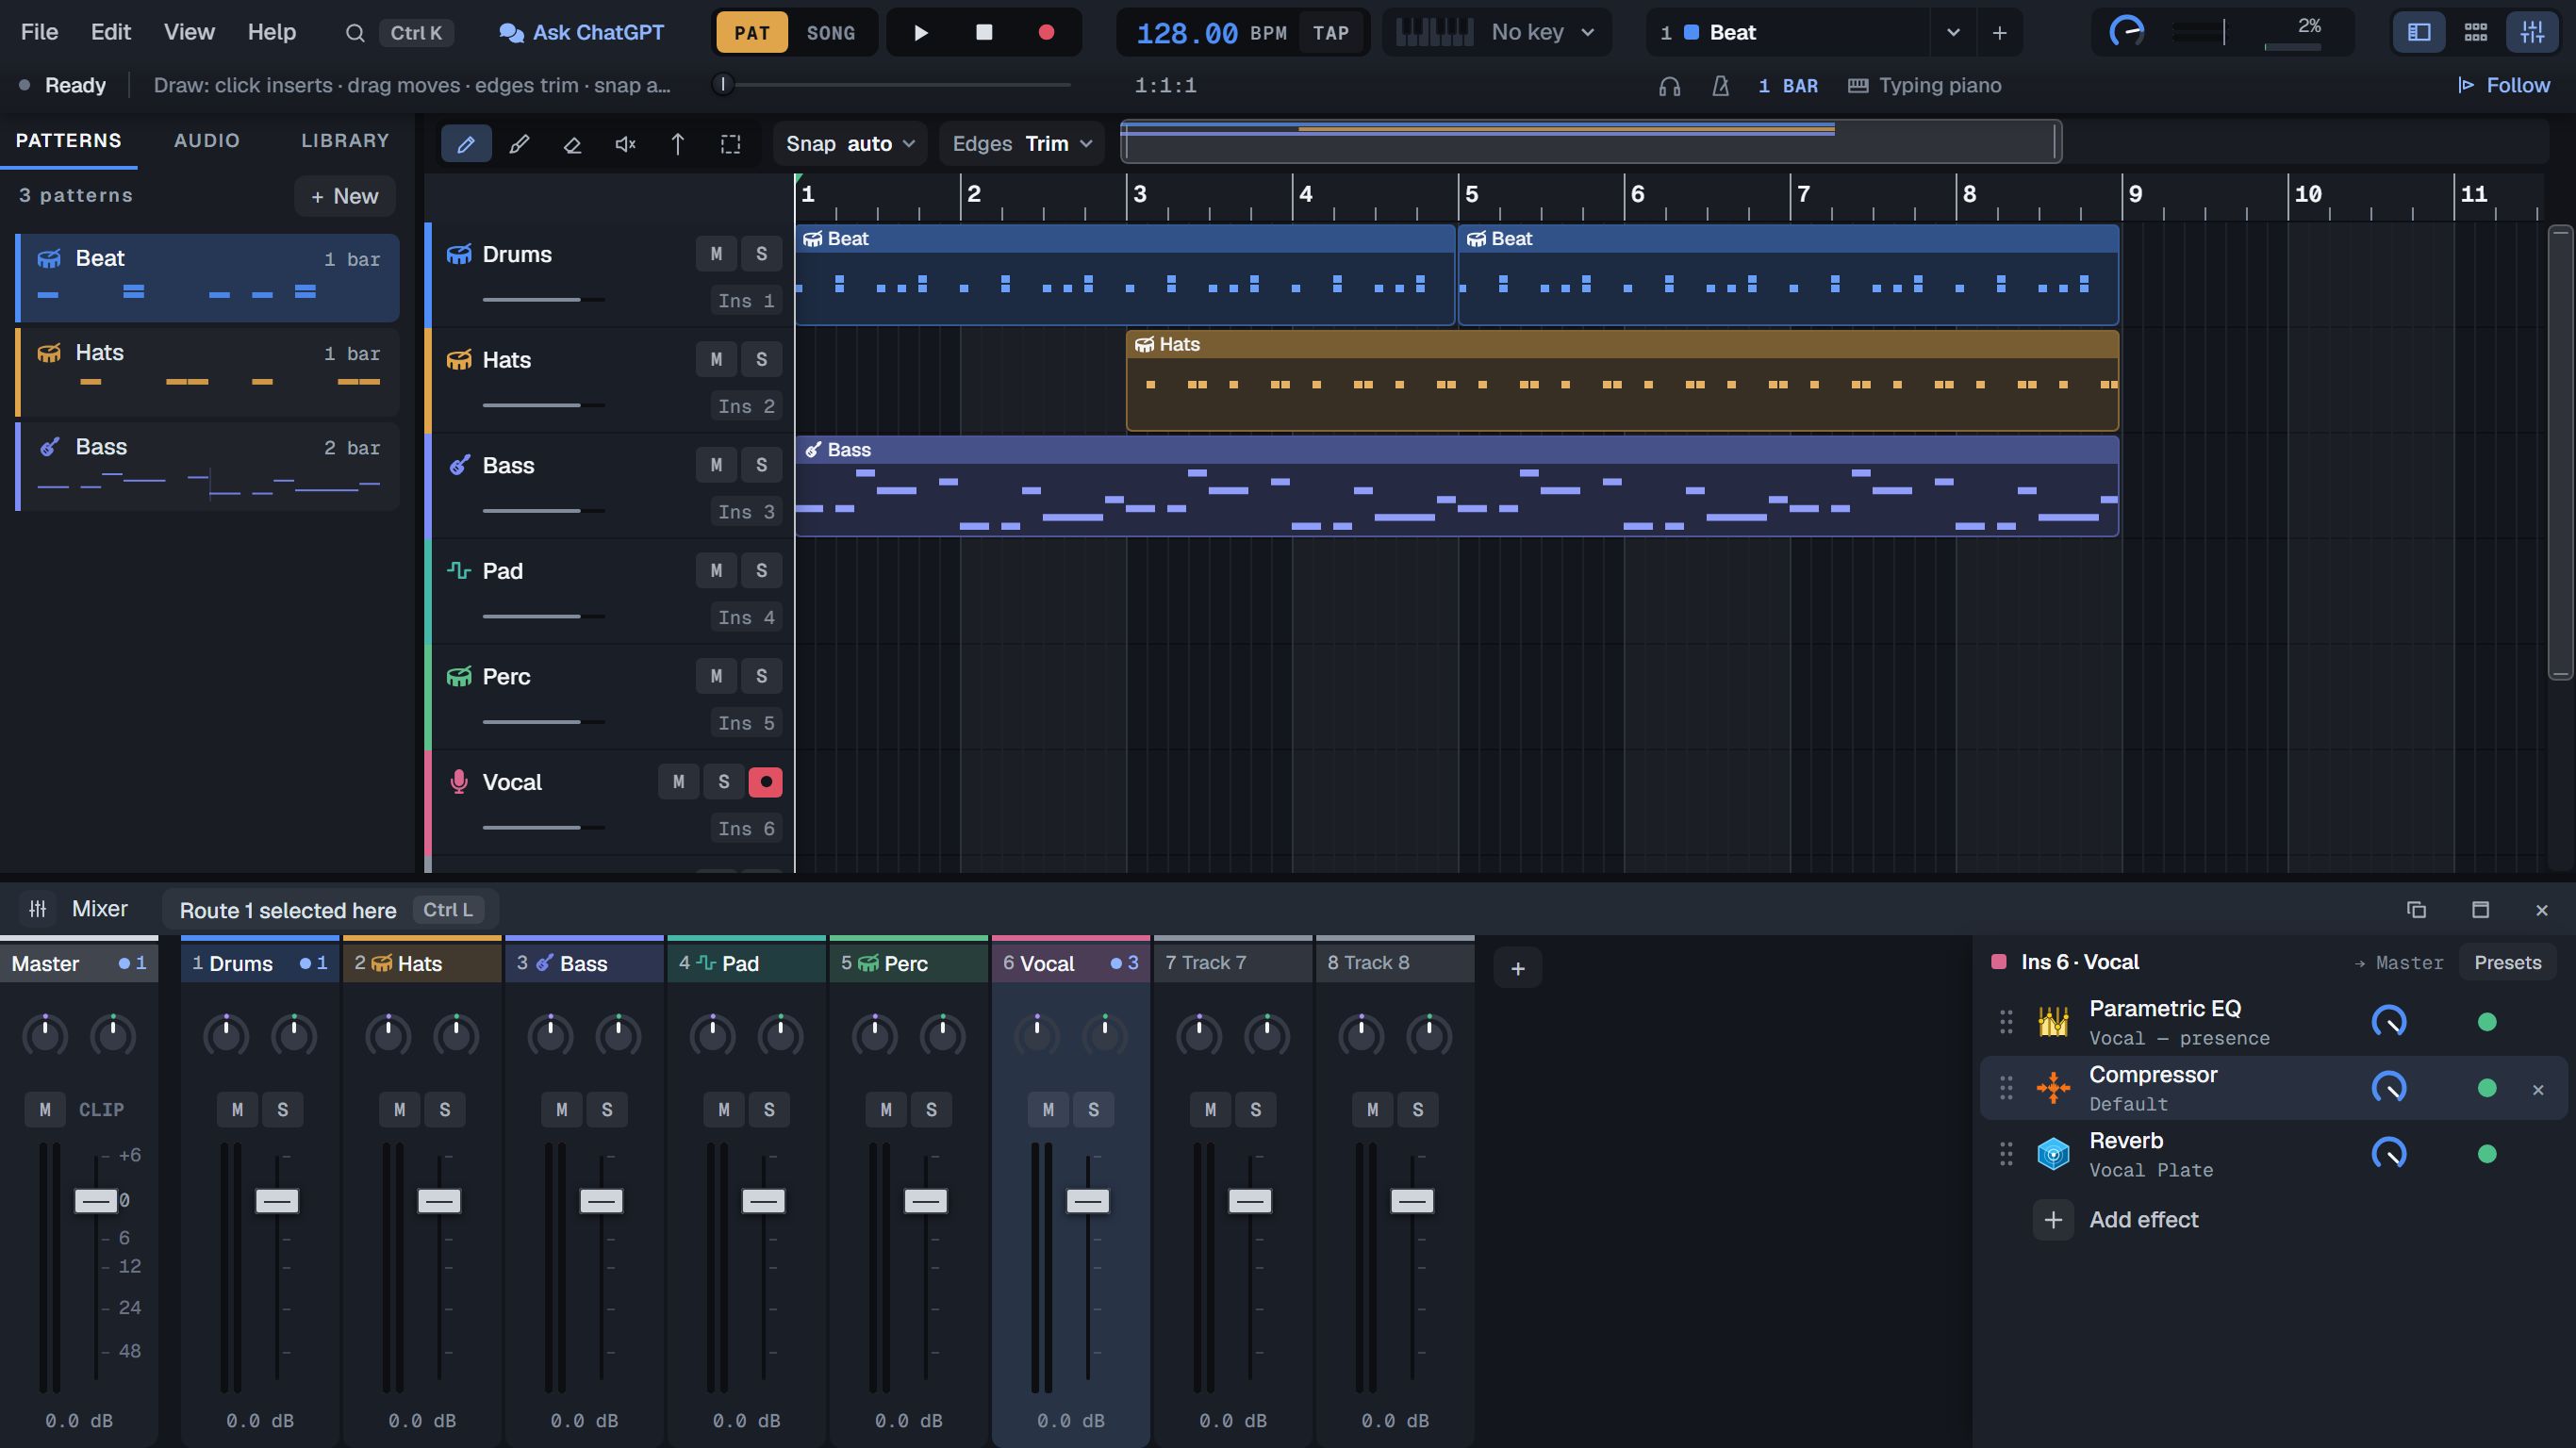 File Edit View Help Ctrl K Ask ChatGPT PAT SONG 128.00 BPM TAP No key 1 Beat 2%
Ready Draw: click inserts · drag moves · edges trim · snap a... 1:1:1 1 BAR Typing piano Follow
PATTERNS AUDIO LIBRARY Snap auto Edges Trim
3 patterns + New 1 2 3 4 5 6 7 8 9 10 11
Beat 1 bar
Hats 1 bar
Bass 2 bar
Drums M S
Ins 1
Hats M S
Ins 2
Bass M S
Ins 3
Pad M S
Ins 4
Perc M S
Ins 5
Vocal M S
Ins 6
Beat Beat
Hats
Bass
Mixer Route 1 selected here Ctrl L
Master 1 1 Drums 1 2 Hats 3 Bass 4 Pad 5 Perc 6 Vocal 3 7 Track 7 8 Track 8 +
M CLIP M S M S M S M S M S M S M S M S
+6
0
6
12
24
48
0.0 dB 0.0 dB 0.0 dB 0.0 dB 0.0 dB 0.0 dB 0.0 dB 0.0 dB 0.0 dB
Ins 6 · Vocal → Master Presets
Parametric EQ
Vocal — presence
Compressor
Default
Reverb
Vocal Plate
+ Add effect